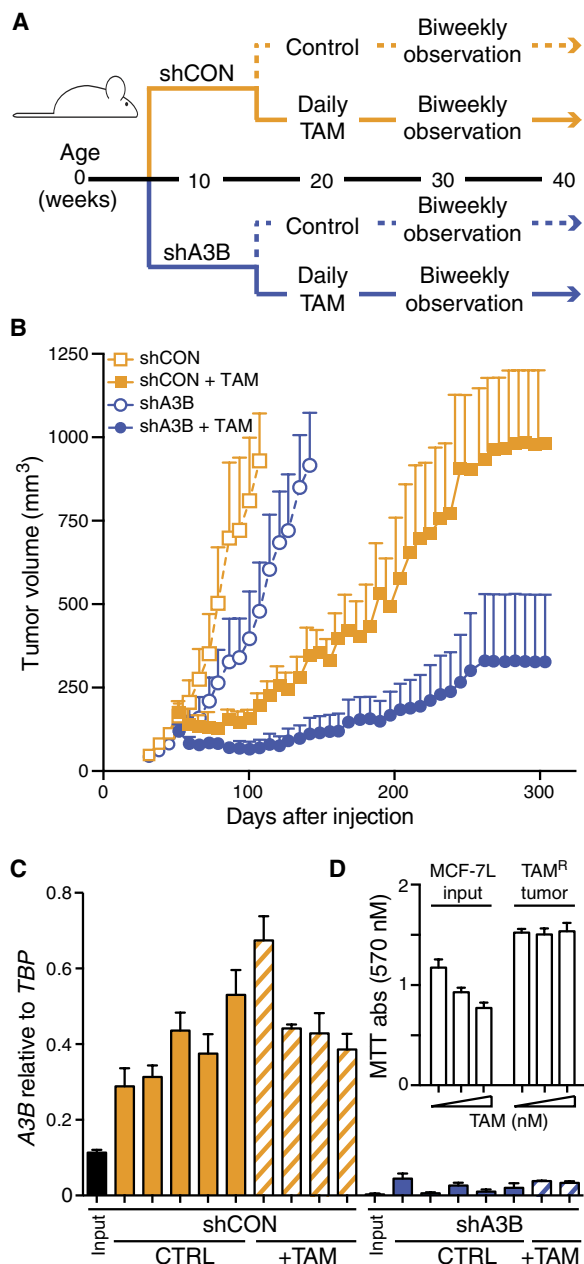 A
shCON
Control
Biweekly
observation
Daily
TAM
Biweekly
observation
Age
0
(weeks)
10
20
30
40
shA3B
Control
Biweekly
observation
Daily
TAM
Biweekly
observation
B
shCON
shCON + TAM
shA3B
shA3B + TAM
1250
1000
750
500
250
0
Tumor volume (mm³)
0
100
200
300
Days after injection
C
0.8
0.6
0.4
0.2
0
A3B relative to TBP
Input
shCON
CTRL
+TAM
Input
shA3B
CTRL
+TAM
D
MCF-7L
input
TAMᴿ
tumor
2
1
0
MTT abs (570 nM)
TAM (nM)